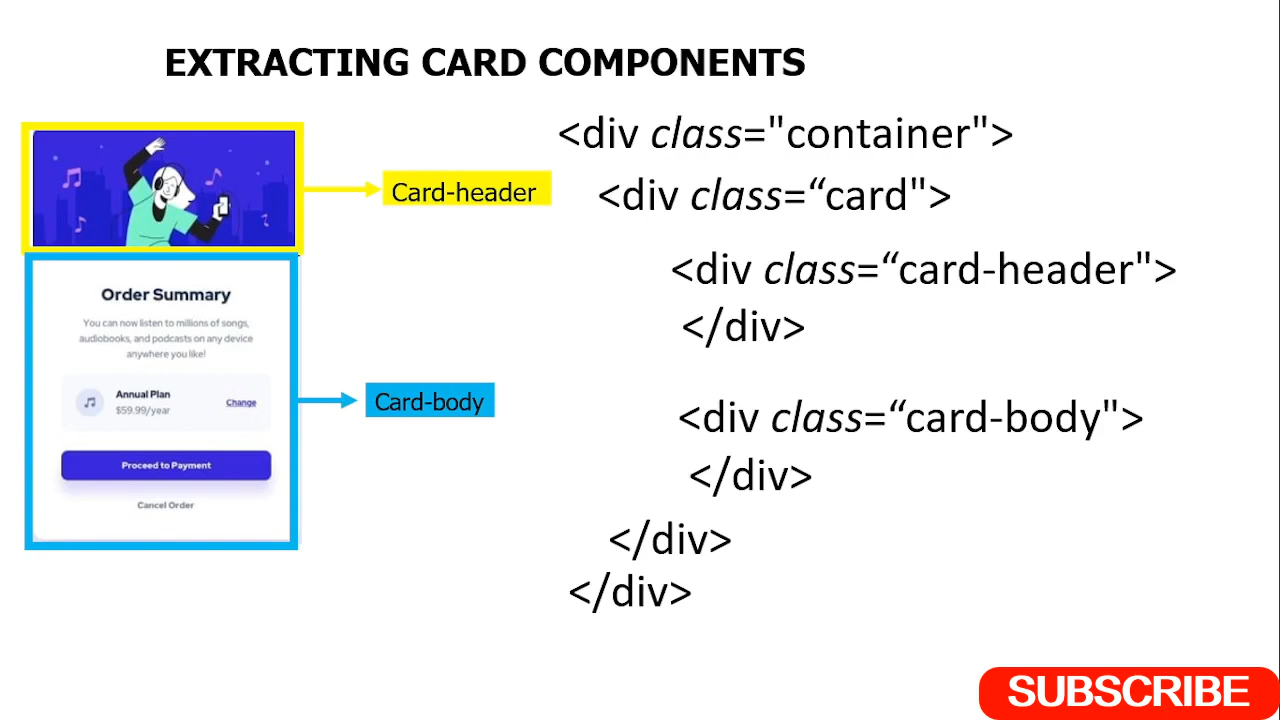 EXTRACTING CARD COMPONENTS
Card-header
Order Summary
You can now listen to millions of songs,
audiobooks, and podcasts on any device
anywhere you like!
Annual Plan
$59.99/year
Change
Proceed to Payment
Cancel Order
Card-body
<div class="container">
<div class=“card">
<div class=“card-header">
</div>
<div class=“card-body">
</div>
</div>
</div>
SUBSCRIBE